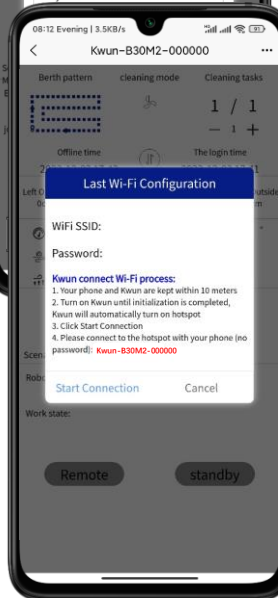 08:12 Evening | 3.5KB/s
Kwun-B30M2-000000
Berth pattern cleaning mode Cleaning tasks
1 / 1
— 1 +
Offline time The login time
Last Wi-Fi Configuration
WiFi SSID:
Password:
Kwun connect Wi-Fi process:
1. Your phone and Kwun are kept within 10 meters
2. Turn on Kwun until initialization is completed,
Kwun will automatically turn on hotspot
3. Click Start Connection
4. Please connect to the hotspot with your phone (no
password): Kwun-B30M2-000000
Start Connection Cancel
Work state:
Remote standby